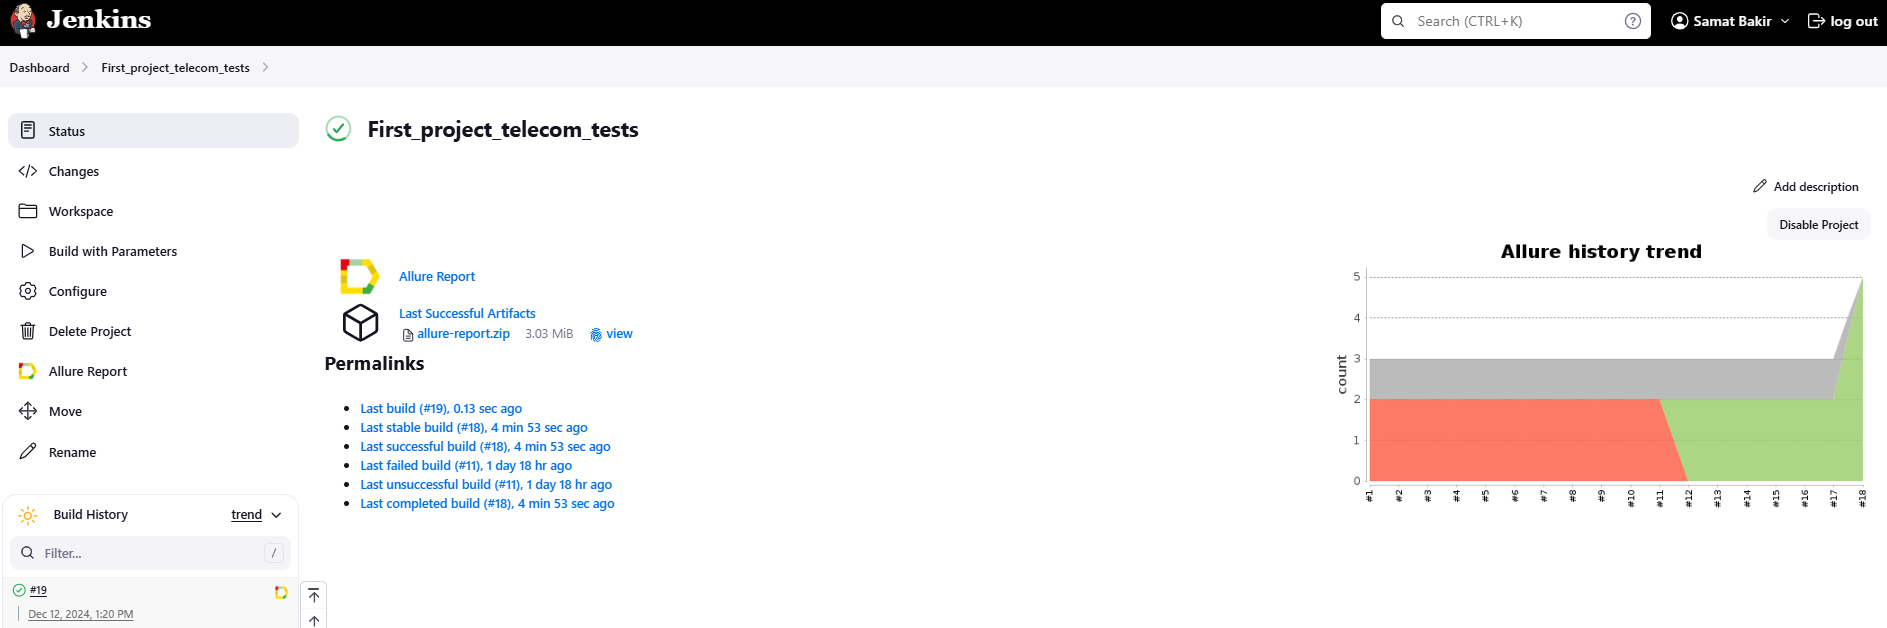 Jenkins
Search (CTRL+K)
?
Samat Bakir
log out
Dashboard
First_project_telecom_tests
Status
Changes
Workspace
Build with Parameters
Configure
Delete Project
Allure Report
Move
Rename
Build History
trend
Filter...
/
#19
Dec 12, 2024, 1:20 PM
First_project_telecom_tests
Add description
Disable Project
Allure Report
Last Successful Artifacts
allure-report.zip 3.03 MiB view
Permalinks
Last build (#19), 0.13 sec ago
Last stable build (#18), 4 min 53 sec ago
Last successful build (#18), 4 min 53 sec ago
Last failed build (#11), 1 day 18 hr ago
Last unsuccessful build (#11), 1 day 18 hr ago
Last completed build (#18), 4 min 53 sec ago
Allure history trend
count
5
4
3
2
1
0
#1 #2 #3 #4 #5 #6 #7 #8 #9 #10 #11 #12 #13 #14 #15 #16 #17 #18